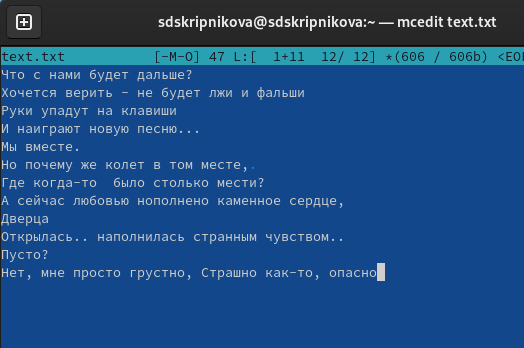 sdskripnikova@sdskripnikova:~ — mcedit text.txt
text.txt [-M-O] 47 L:[ 1+11 12/ 12] *(606 / 606b) <EO
Что с нами будет дальше?
Хочется верить - не будет лжи и фальши
Руки упадут на клавиши
И наиграют новую песню...
Мы вместе.
Но почему же колет в том месте,.
Где когда-то  было столько мести?
А сейчас любовью нополнено каменное сердце,
Дверца
Открылась.. наполнилась странным чувством..
Пусто?
Нет, мне просто грустно, Страшно как-то, опасно